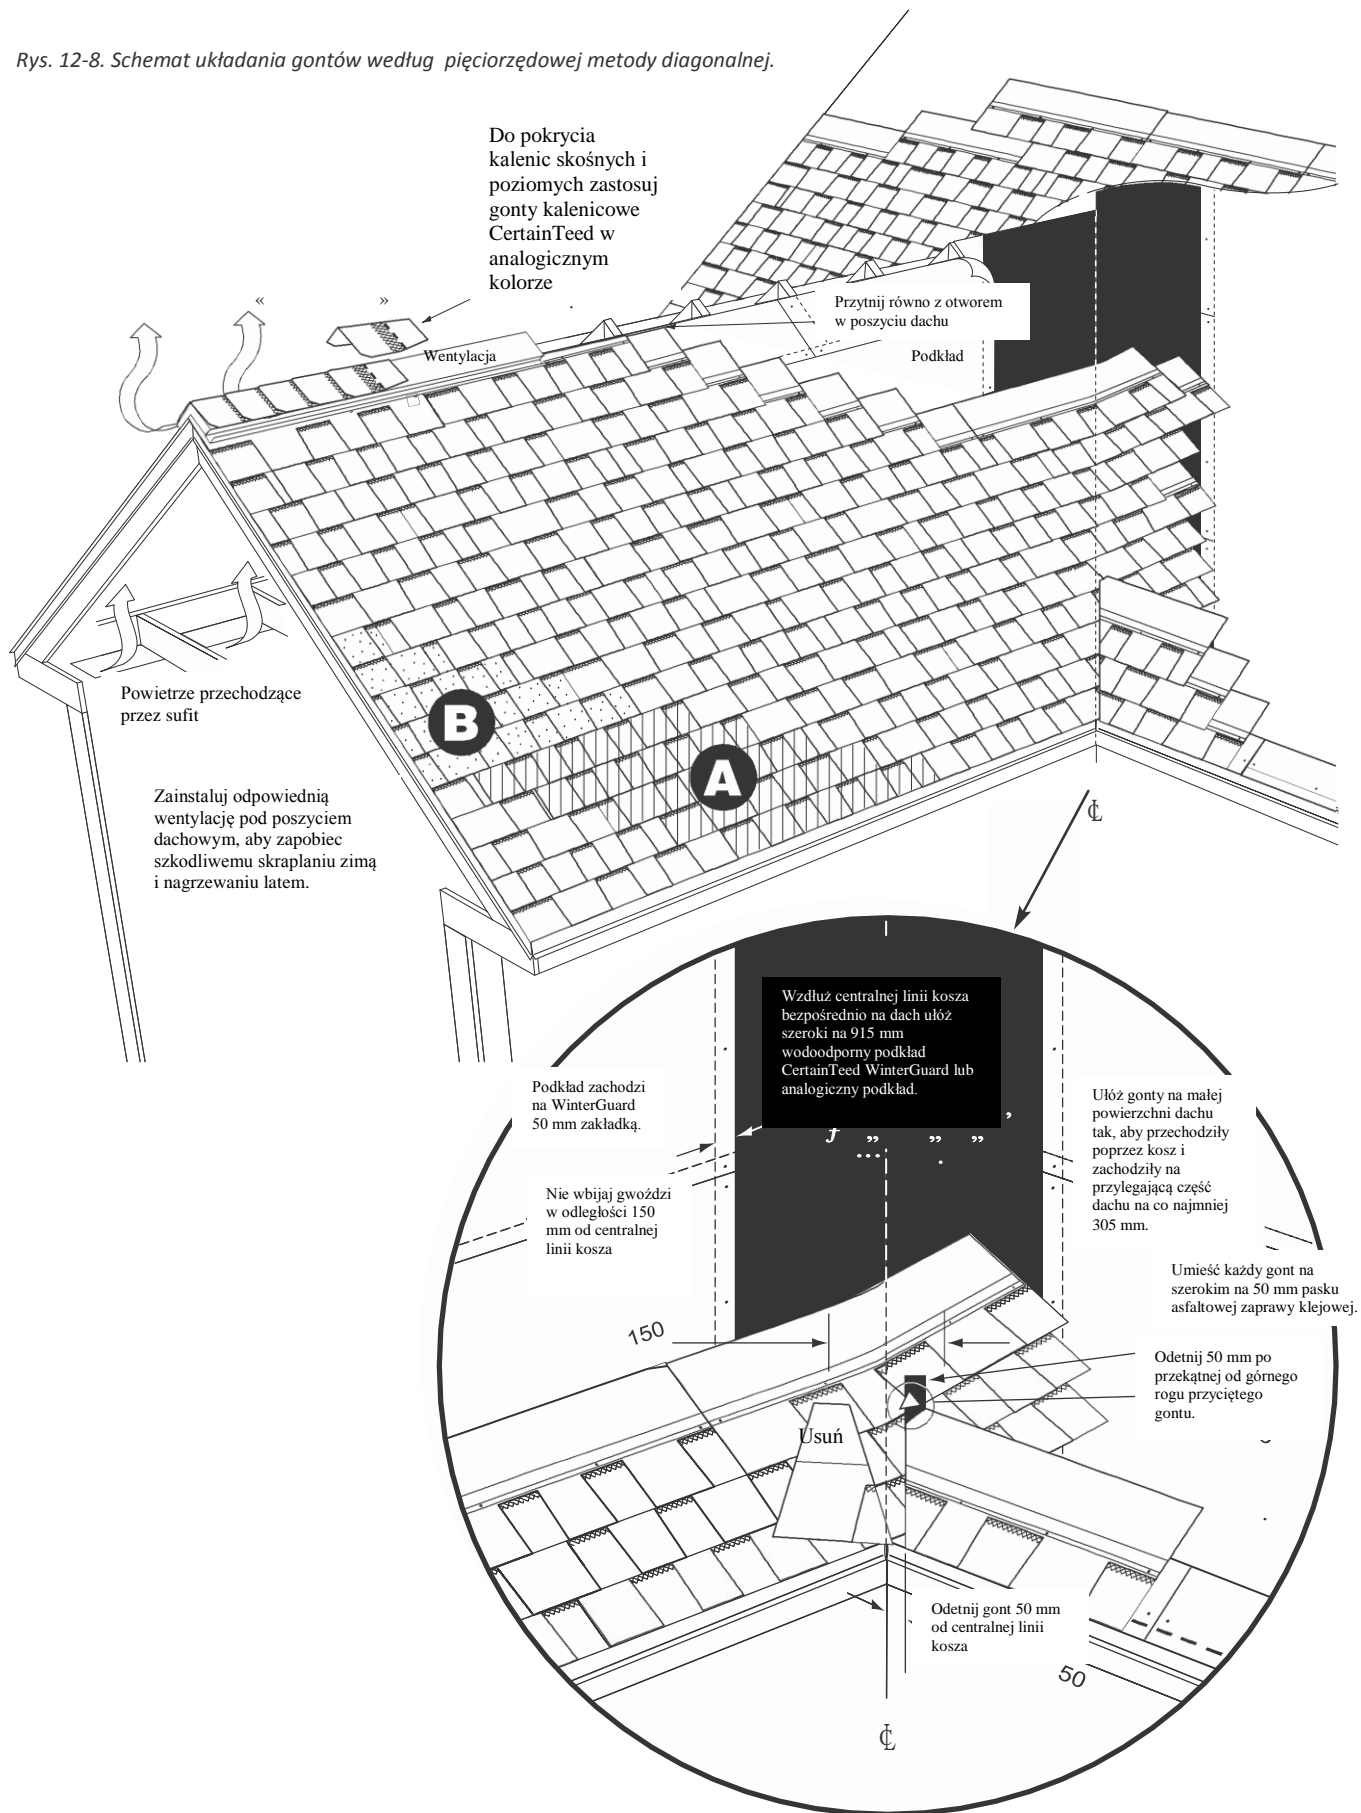 Rys. 12-8. Schemat układania gontów według pięciorzędowej metody diagonalnej.
Do pokrycia
kalenic skośnych i
poziomych zastosuj
gonty kalenicowe
CertainTeed w
analogicznym
kolorze
« »
Przytnij równo z otworem
w poszyciu dachu
Wentylacja
Podkład
Powietrze przechodzące
przez sufit
B
A
Zainstaluj odpowiednią
wentylację pod poszyciem
dachowym, aby zapobiec
szkodliwemu skraplaniu zimą
i nagrzewaniu latem.
℄
Wzdłuż centralnej linii kosza
bezpośrednio na dach ułóż
szeroki na 915 mm
wodoodporny podkład
CertainTeed WinterGuard lub
analogiczny podkład.
Podkład zachodzi
na WinterGuard
50 mm zakładką.
Ułóż gonty na małej
powierzchni dachu
tak, aby przechodziły
poprzez kosz i
zachodziły na
przylegającą część
dachu na co najmniej
305 mm.
Nie wbijaj gwoździ
w odległości 150
mm od centralnej
linii kosza
Umieść każdy gont na
szerokim na 50 mm pasku
asfaltowej zaprawy klejowej.
150
Odetnij 50 mm po
przekątnej od górnego
rogu przyciętego
gontu.
Usuń
Odetnij gont 50 mm
od centralnej linii
kosza
50
℄